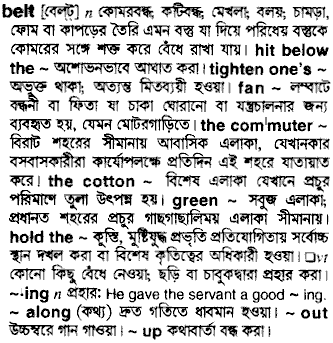 belt [বেল্‌ট্] n কোমরবন্ধ; কটিবন্ধ; মেখলা; বলয়; চামড়া,
ফোম বা কাপড়ের তৈরি এমন বস্তু যা দিয়ে পরিধেয় বস্তুকে
কোমরের সঙ্গে শক্ত করে বেঁধে রাখা যায়। hit below
the ~ অশোভনভাবে আঘাত করা। tighten one's ~
অভুক্ত থাকা; অত্যন্ত মিতব্যয়ী হওয়া। fan ~ লম্বাটে
বন্ধনী বা ফিতা যা চাকা ঘোরানো বা যন্ত্রচালনার জন্য
ব্যবহৃত হয়, যেমন মোটরগাড়িতে। the com'muter ~
বিরাট শহরের সীমানায় আবাসিক এলাকা, যেখানকার
বসবাসকারীরা কার্যোপলক্ষে প্রতিদিন এই শহরে যাতায়াত
করে। the cotton ~ বিশেষ এলাকা যেখানে প্রচুর
পরিমাণে তুলা উৎপন্ন হয়। green ~ সবুজ এলাকা;
প্রধানত শহরের প্রচুর গাছগাছালিময় এলাকা সীমানায়।
hold the ~ কুস্তি, মুষ্টিযুদ্ধ প্রভৃতি প্রতিযোগিতায় সর্বোচ্চ
স্থান দখল করা বা বিশেষ কৃতিত্বের অধিকারী হওয়া। □vt
কোনো কিছু বেঁধে নেওয়া; ছড়ি বা চাবুকদ্বারা প্রহার করা।
~·ing n প্রহার: He gave the servant a good ~ ing.
~ along (কথ্য) দ্রুত গতিতে ধাবমান হওয়া। ~ out
উচ্চস্বরে গান গাওয়া। ~ up কথাবার্তা বন্ধ করা।